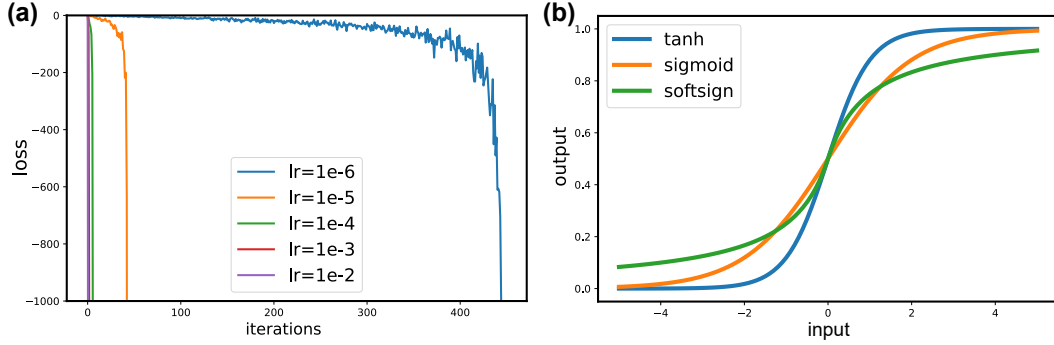 (a)
0
−200
−400
−600
−800
−1000
loss
lr=1e-6
lr=1e-5
lr=1e-4
lr=1e-3
lr=1e-2
0 100 200 300 400
iterations
(b)
1.0
0.8
0.6
0.4
0.2
0.0
output
tanh
sigmoid
softsign
−4 −2 0 2 4
input